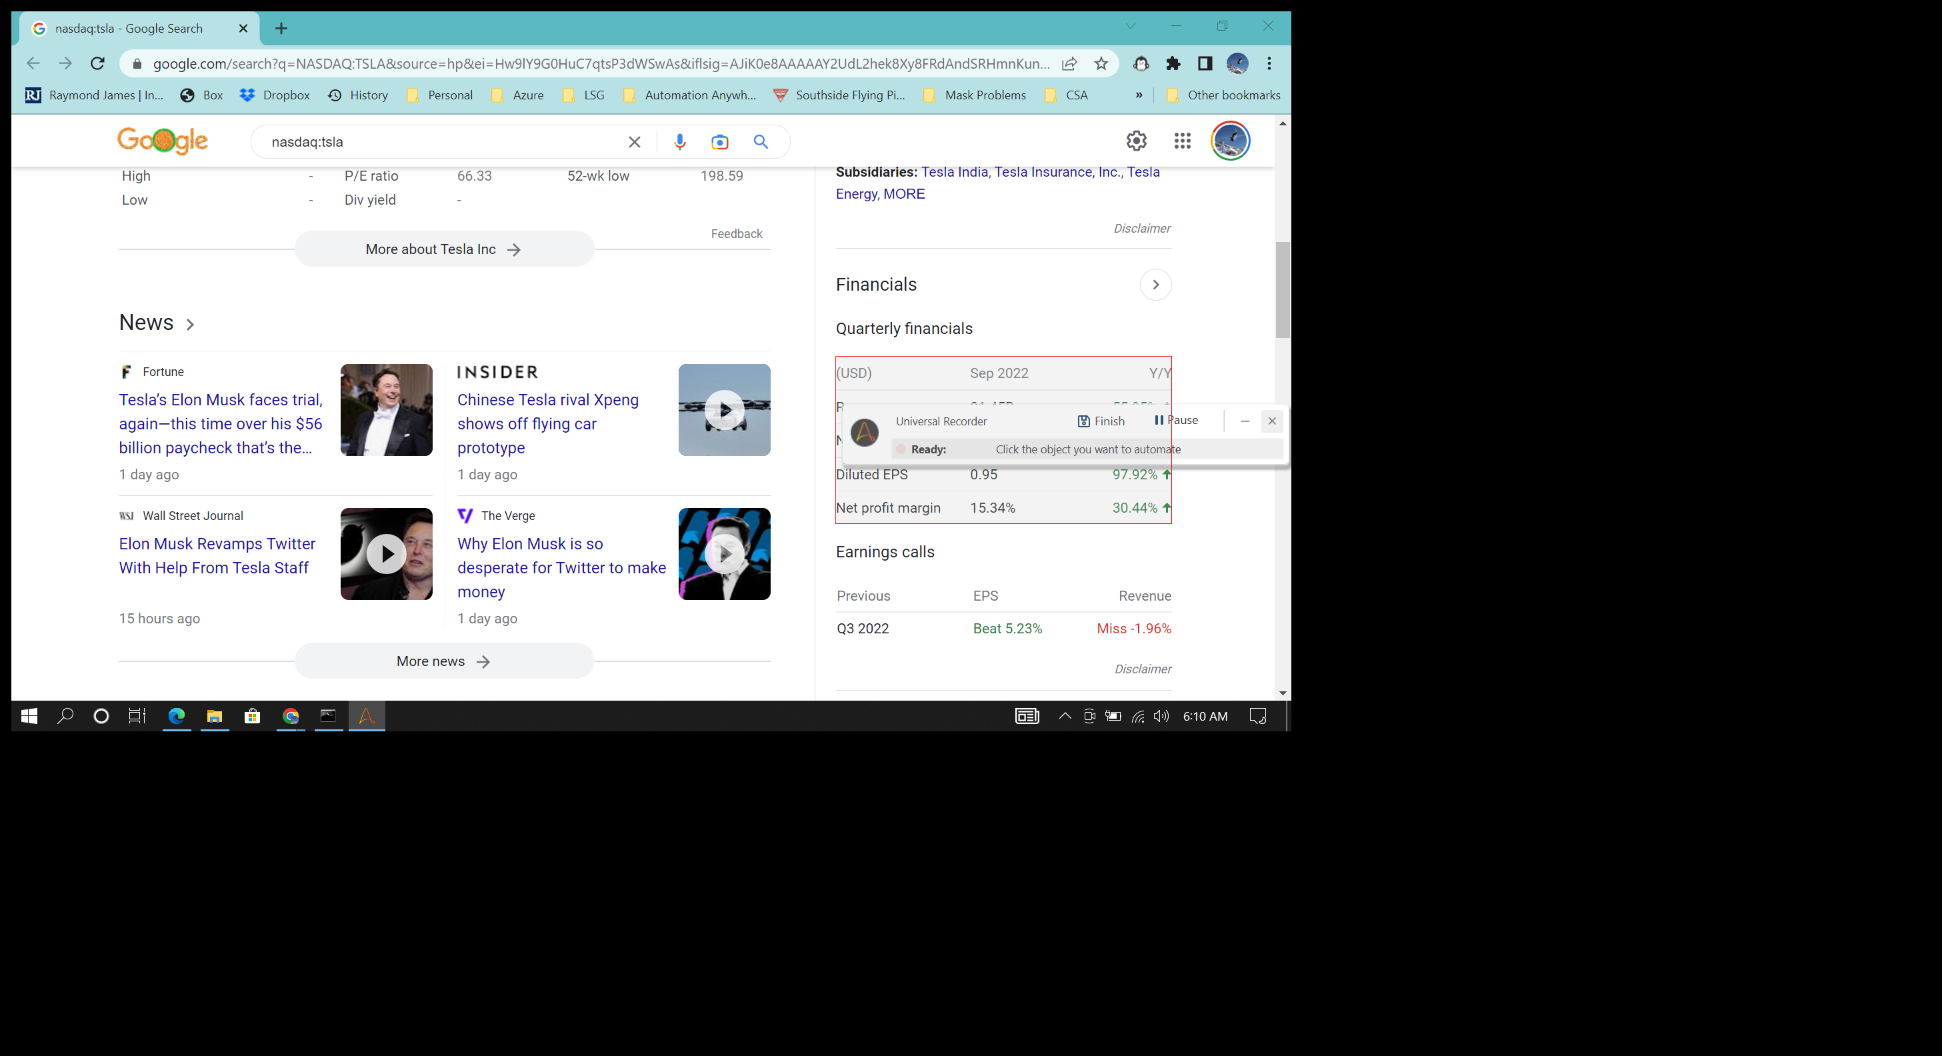 nasdaq:tsla - Google Search
google.com/search?q=NASDAQ:TSLA&source=hp&ei=Hw9lY9G0HuC7qtsP3dWSwAs&iflsig=AJiK0e8AAAAAY2UdL2hek8Xy8FRdAndSRHmnKun...
RJ Raymond James | In... Box Dropbox History Personal Azure LSG Automation Anywh... Southside Flying Pi... Mask Problems CSA » Other bookmarks
Google nasdaq:tsla
High - P/E ratio 66.33 52-wk low 198.59
Low - Div yield -
Feedback
More about Tesla Inc
News
Fortune
Tesla's Elon Musk faces trial,
again—this time over his $56
billion paycheck that's the...
1 day ago
INSIDER
Chinese Tesla rival Xpeng
shows off flying car
prototype
1 day ago
WSJ Wall Street Journal
Elon Musk Revamps Twitter
With Help From Tesla Staff
15 hours ago
The Verge
Why Elon Musk is so
desperate for Twitter to make
money
1 day ago
More news
Subsidiaries: Tesla India, Tesla Insurance, Inc., Tesla
Energy, MORE
Disclaimer
Financials
Quarterly financials
(USD) Sep 2022 Y/Y
Universal Recorder Finish Pause
Ready: Click the object you want to automate
Diluted EPS 0.95 97.92%
Net profit margin 15.34% 30.44%
Earnings calls
Previous EPS Revenue
Q3 2022 Beat 5.23% Miss -1.96%
Disclaimer
6:10 AM